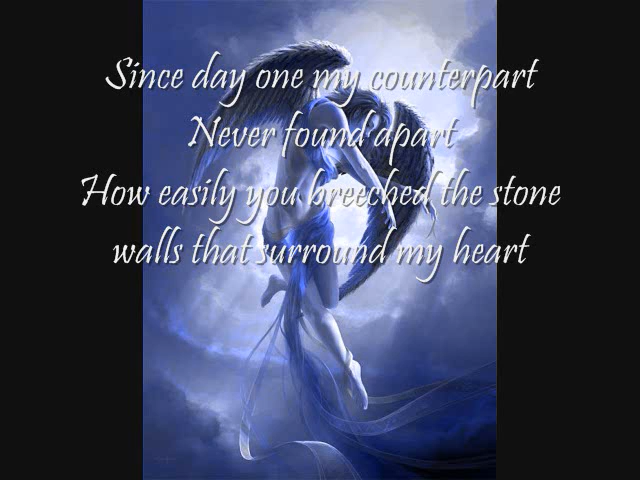 Since day one my counterpart
Never found apart
How easily you breeched the stone
walls that surround my heart